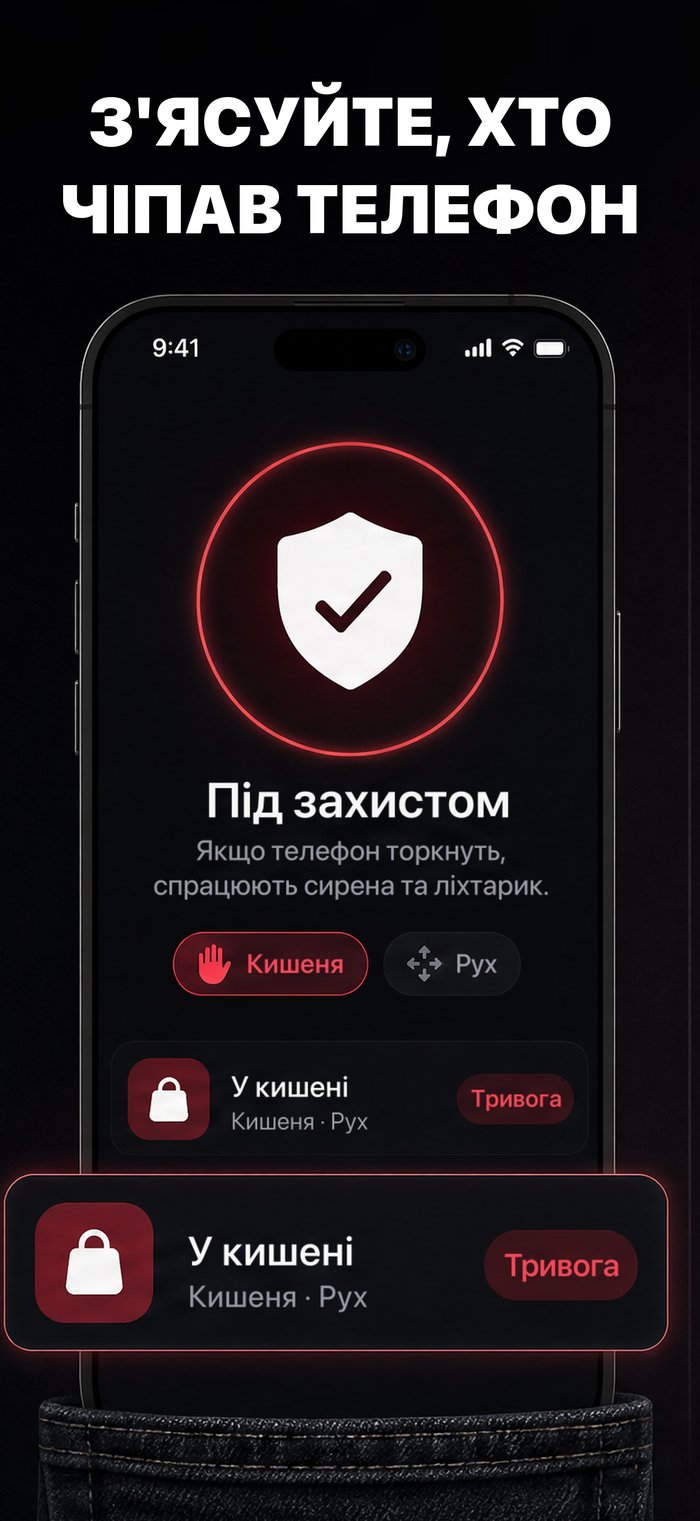 З'ЯСУЙТЕ, ХТО
ЧІПАВ ТЕЛЕФОН
9:41
Під захистом
Якщо телефон торкнуть,
спрацюють сирена та ліхтарик.
Кишеня
Рух
У кишені
Кишеня · Рух
Тривога
У кишені
Кишеня · Рух
Тривога